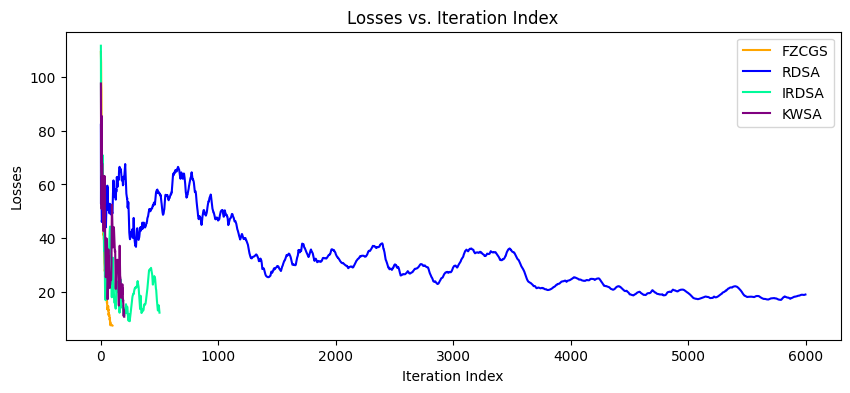 Losses vs. Iteration Index
FZCGS
RDSA
IRDSA
KWSA
Losses
100
80
60
40
20
0 1000 2000 3000 4000 5000 6000
Iteration Index